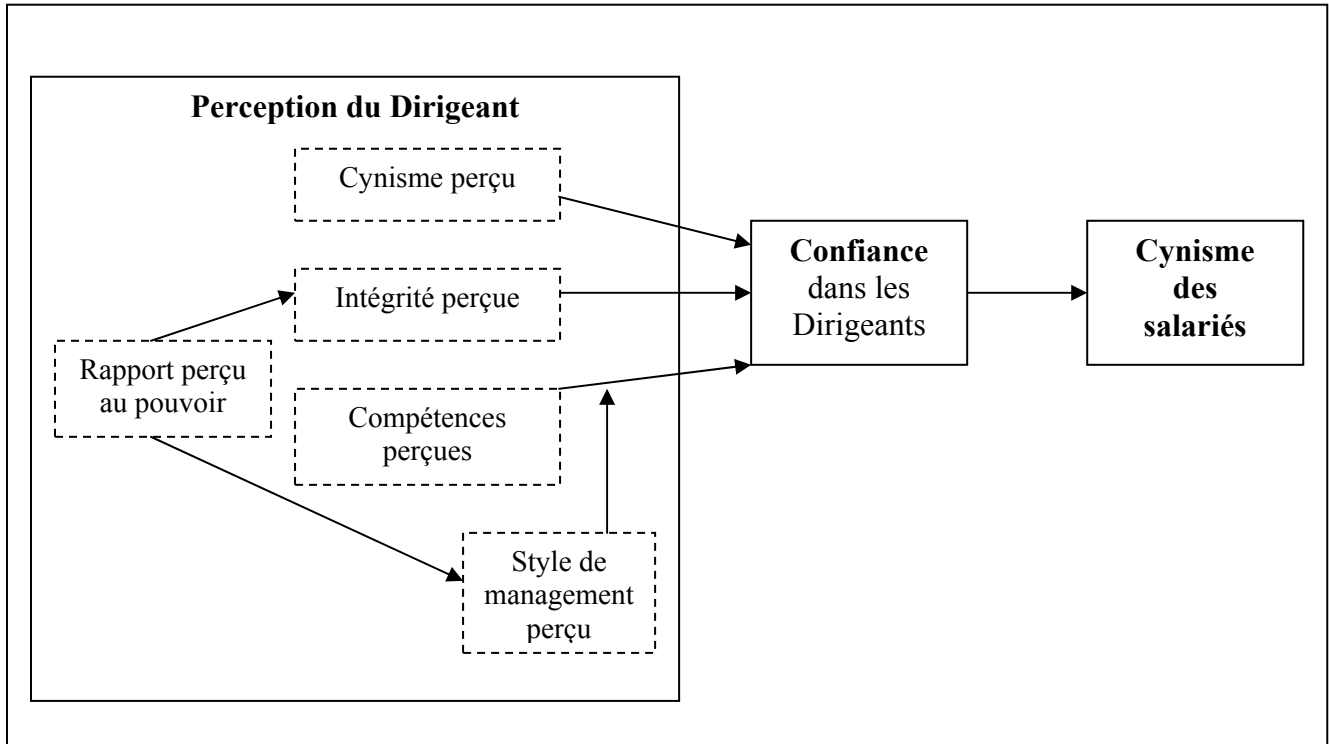 Perception du Dirigeant
Cynisme perçu
Intégrité perçue
Rapport perçu
au pouvoir
Compétences
perçues
Style de
management
perçu
Confiance
dans les
Dirigeants
Cynisme
des
salariés